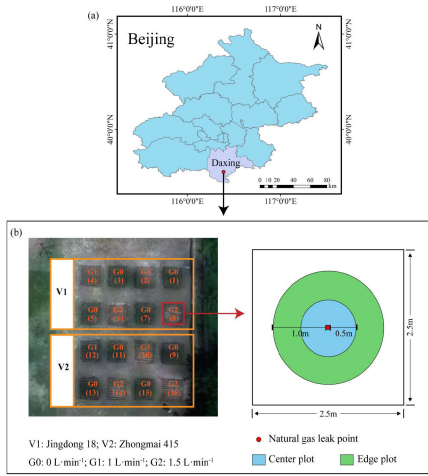 (a)
116°0′0″E 117°0′0″E
Beijing
N
41°0′0″N 41°0′0″N
40°0′0″N 40°0′0″N
Daxing
0 10 20 40 60 80
km
116°0′0″E 117°0′0″E
(b)
V1
G1 G0 G1 G0
(4) (3) (2) (1)
G0 G2 G0 G2
(5) (6) (7) (8)
V2
G1 G0 G1 G0
(12) (11) (10) (9)
G0 G2 G0 G2
(13) (14) (15) (16)
1.0m 0.5m
2.5m
2.5m
Natural gas leak point
Center plot Edge plot
V1: Jingdong 18; V2: Zhongmai 415
G0: 0 L·min⁻¹; G1: 1 L·min⁻¹; G2: 1.5 L·min⁻¹